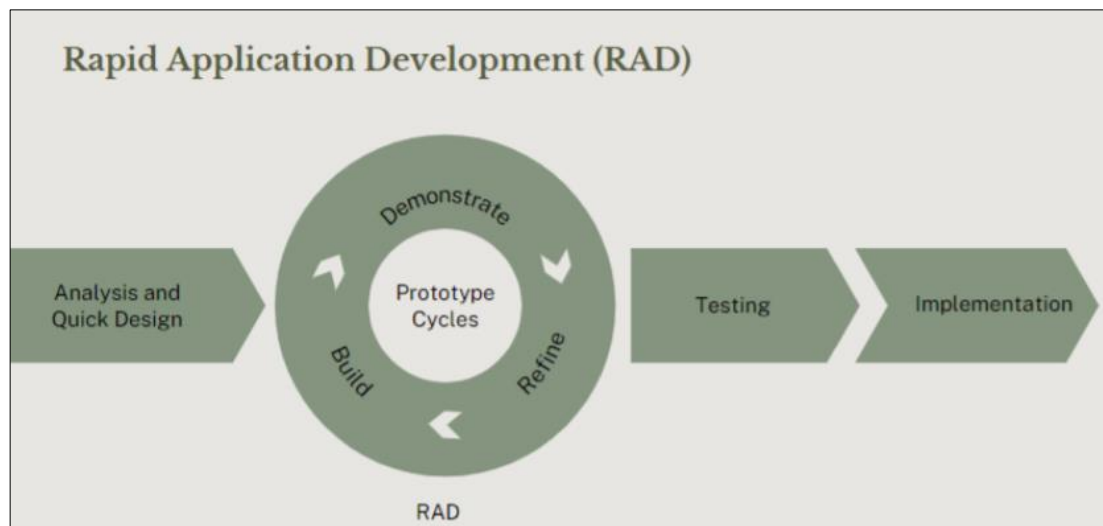 Rapid Application Development (RAD)
Analysis and
Quick Design
Demonstrate
Refine
Build
Prototype
Cycles
Testing
Implementation
RAD